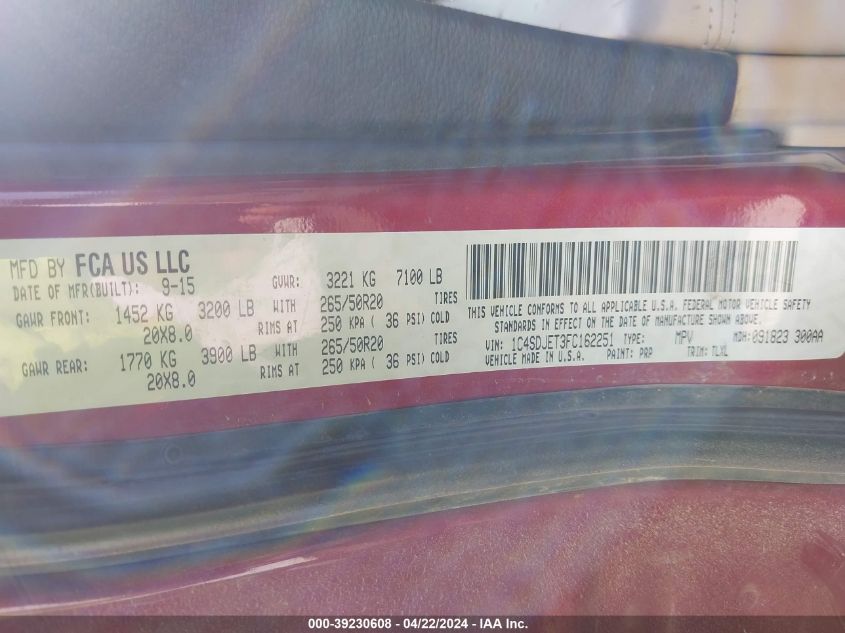 MFD BY FCA US LLC
DATE OF MFR(BUILT): 9-15 GVWR: 3221 KG 7100 LB
GAWR FRONT: 1452 KG 3200 LB WITH 265/50R20 TIRES
20X8.0 RIMS AT 250 KPA ( 36 PSI) COLD
GAWR REAR: 1770 KG 3900 LB WITH 265/50R20 TIRES
20X8.0 RIMS AT 250 KPA ( 36 PSI) COLD
THIS VEHICLE CONFORMS TO ALL APPLICABLE U.S.A. FEDERAL MOTOR VEHICLE SAFETY
STANDARDS IN EFFECT ON THE DATE OF MANUFACTURE SHOWN ABOVE.
VIN: 1C4SDJET3FC162251 TYPE: MPV MDH:091823 300AA
VEHICLE MADE IN U.S.A. PAINT: PRP TRIM: TLXL
000-39230608 - 04/22/2024 - IAA Inc.